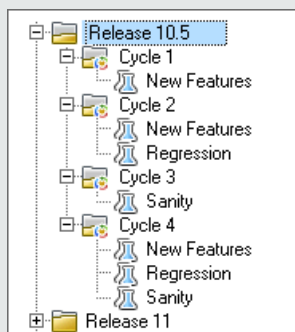 Release 10.5
Cycle 1
New Features
Cycle 2
New Features
Regression
Cycle 3
Sanity
Cycle 4
New Features
Regression
Sanity
Release 11